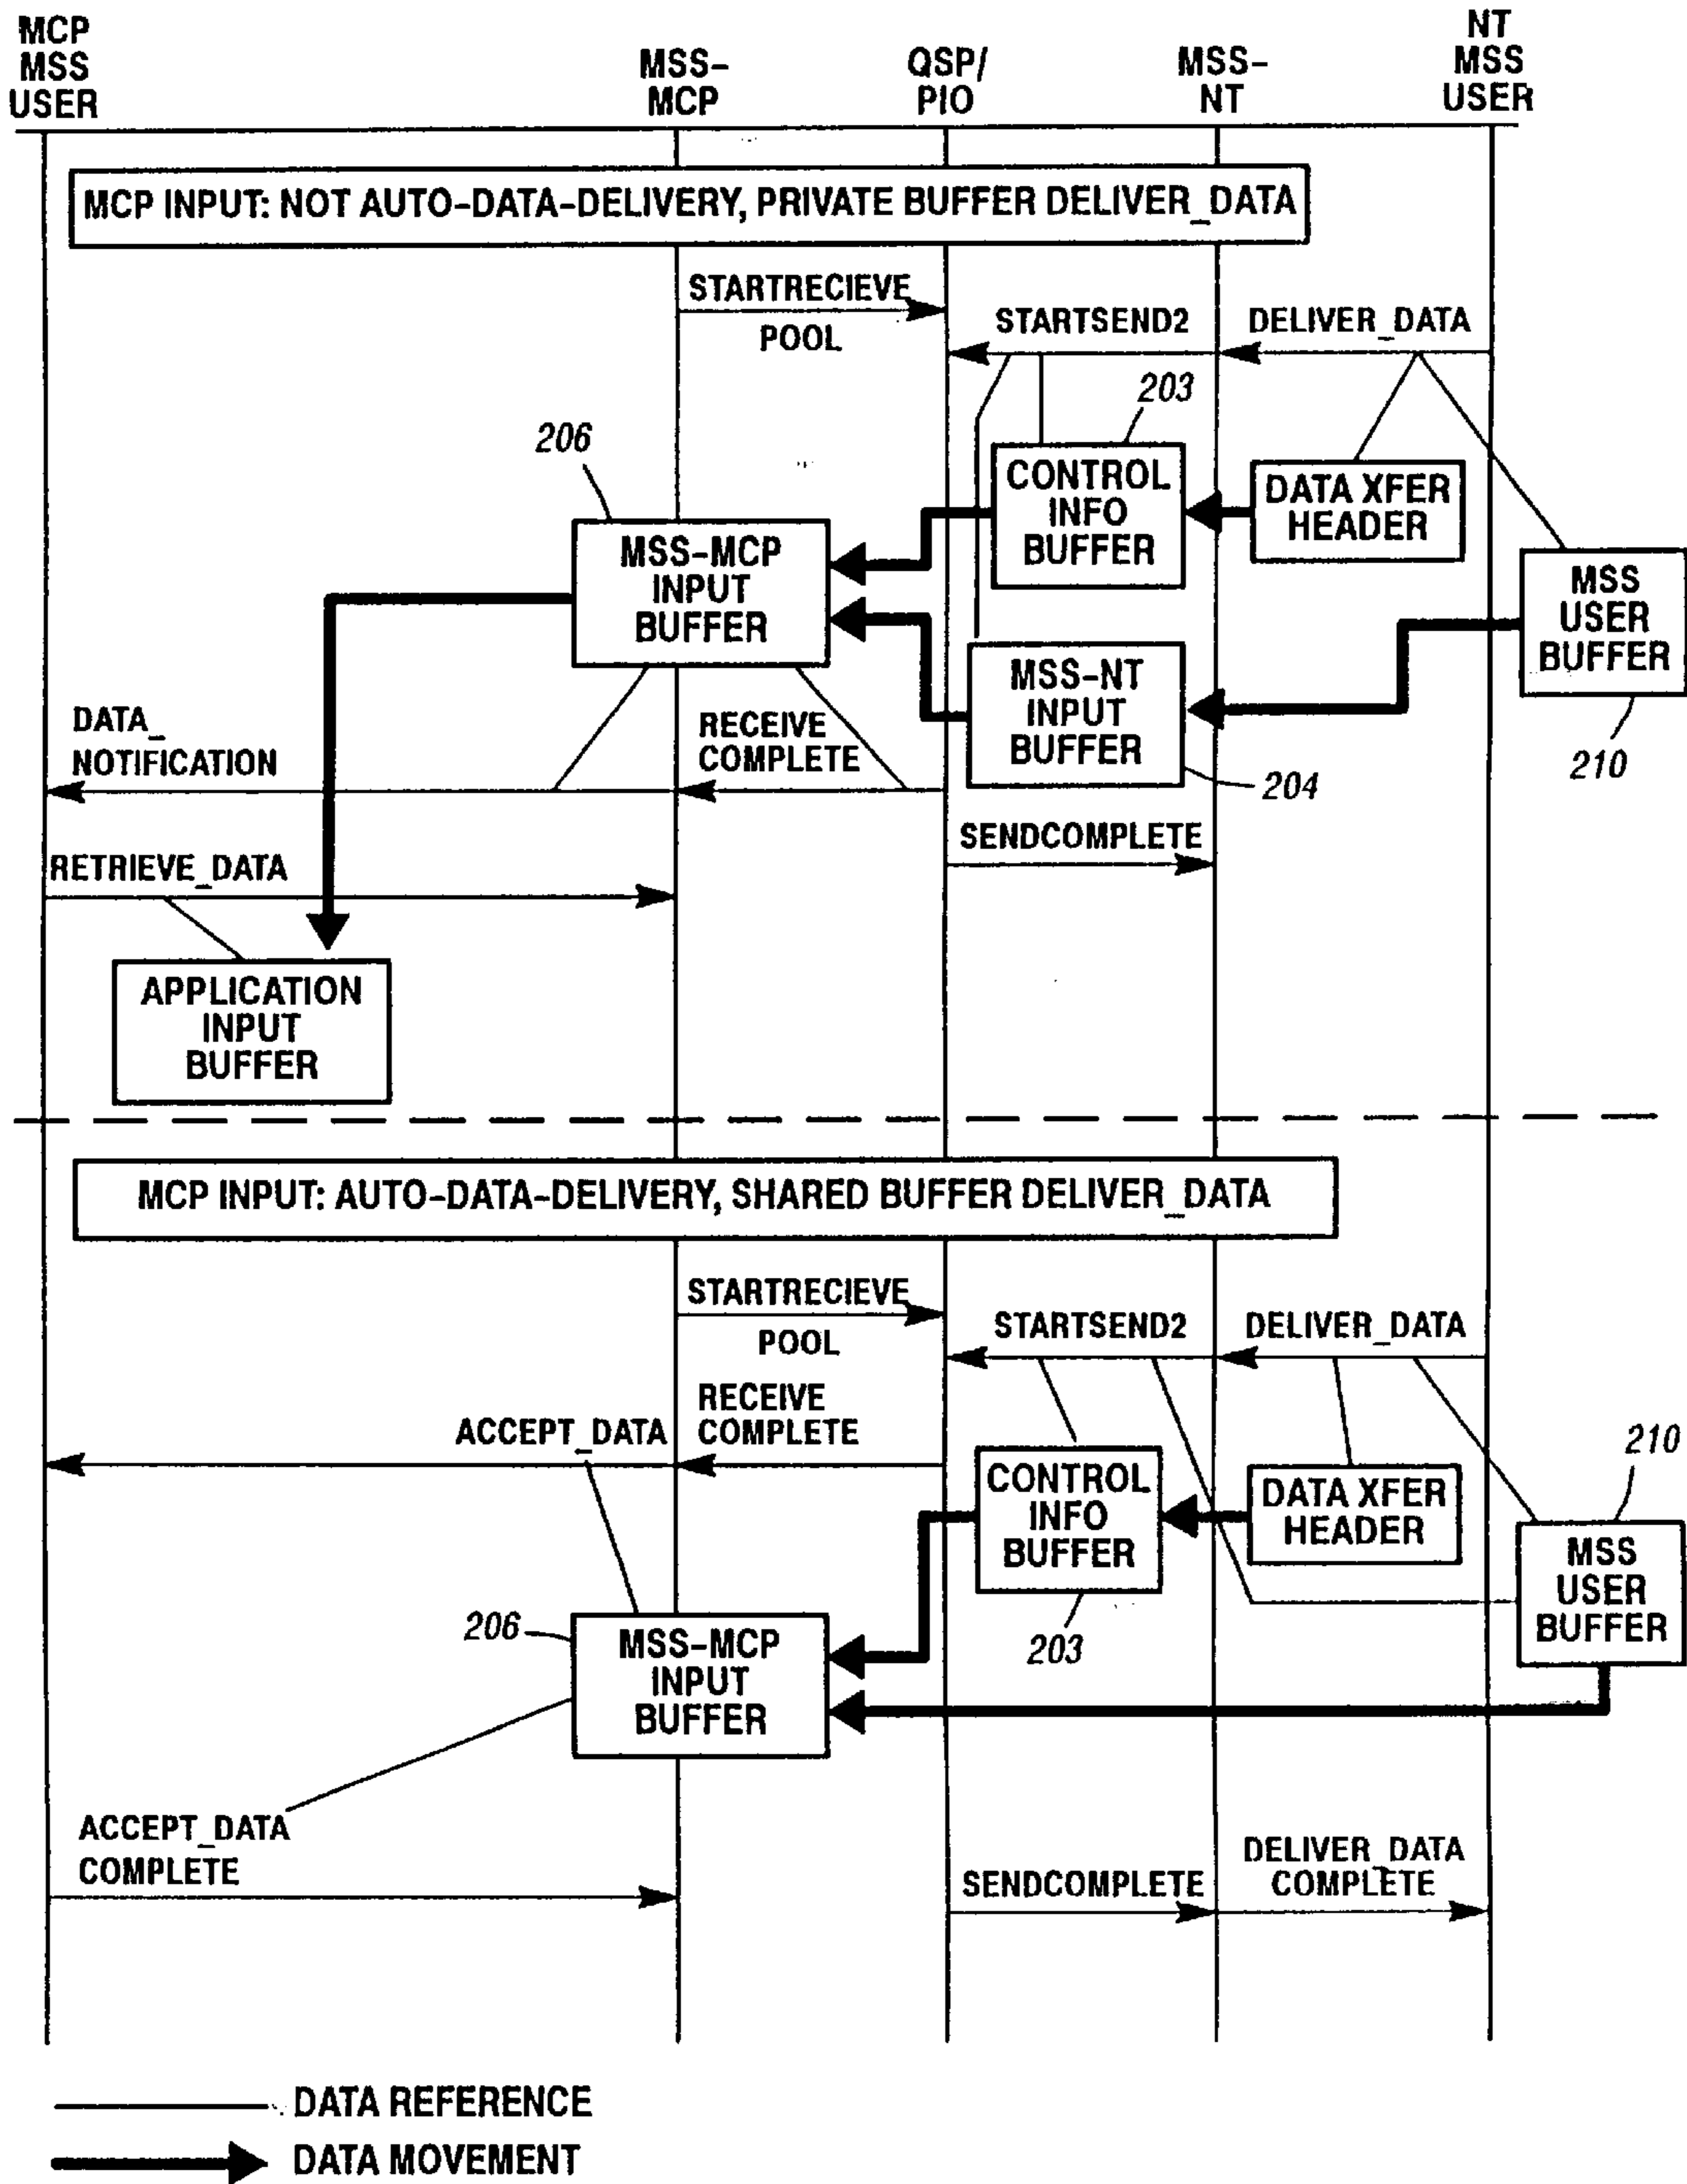 MCP
MSS
USER
MSS-
MCP
QSP/
PIO
MSS-
NT
NT
MSS
USER
MCP INPUT: NOT AUTO-DATA-DELIVERY, PRIVATE BUFFER DELIVER_DATA
STARTRECIEVE
POOL
STARTSEND2
DELIVER_DATA
203
206
CONTROL
INFO
BUFFER
DATA XFER
HEADER
MSS-MCP
INPUT
BUFFER
MSS
USER
BUFFER
210
MSS-NT
INPUT
BUFFER
204
DATA_
NOTIFICATION
RECEIVE
COMPLETE
SENDCOMPLETE
RETRIEVE_DATA
APPLICATION
INPUT
BUFFER
MCP INPUT: AUTO-DATA-DELIVERY, SHARED BUFFER DELIVER_DATA
STARTRECIEVE
POOL
STARTSEND2
DELIVER_DATA
ACCEPT_DATA
RECEIVE
COMPLETE
CONTROL
INFO
BUFFER
203
DATA XFER
HEADER
210
MSS
USER
BUFFER
206
MSS-MCP
INPUT
BUFFER
ACCEPT_DATA
COMPLETE
SENDCOMPLETE
DELIVER_DATA
COMPLETE
DATA REFERENCE
DATA MOVEMENT